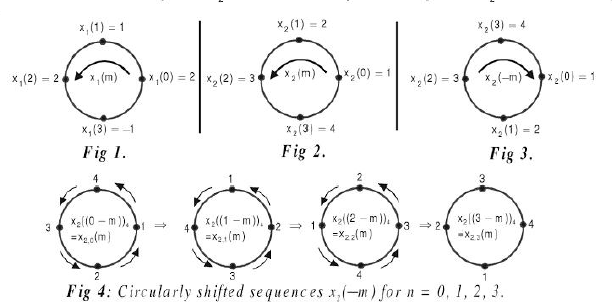 x₁(1) = 1
x₁(2) = 2
x₁(m)
x₁(0) = 2
x₁(3) = –1
Fig 1.
x₂(1) = 2
x₂(2) = 3
x₂(m)
x₂(0) = 1
x₂(3) = 4
Fig 2.
x₂(3) = 4
x₂(2) = 3
x₂(–m)
x₂(0) = 1
x₂(1) = 2
Fig 3.
4
3
x₂((0 – m))₄
=x₂,₀(m)
1
2
⇒
1
4
x₂((1 – m))₄
=x₂,₁(m)
2
3
⇒
2
1
x₂((2 – m))₄
=x₂,₂(m)
3
4
⇒
3
2
x₂((3 – m))₄
=x₂,₃(m)
4
1
Fig 4: Circularly shifted sequences x₂(–m) for n = 0, 1, 2, 3.